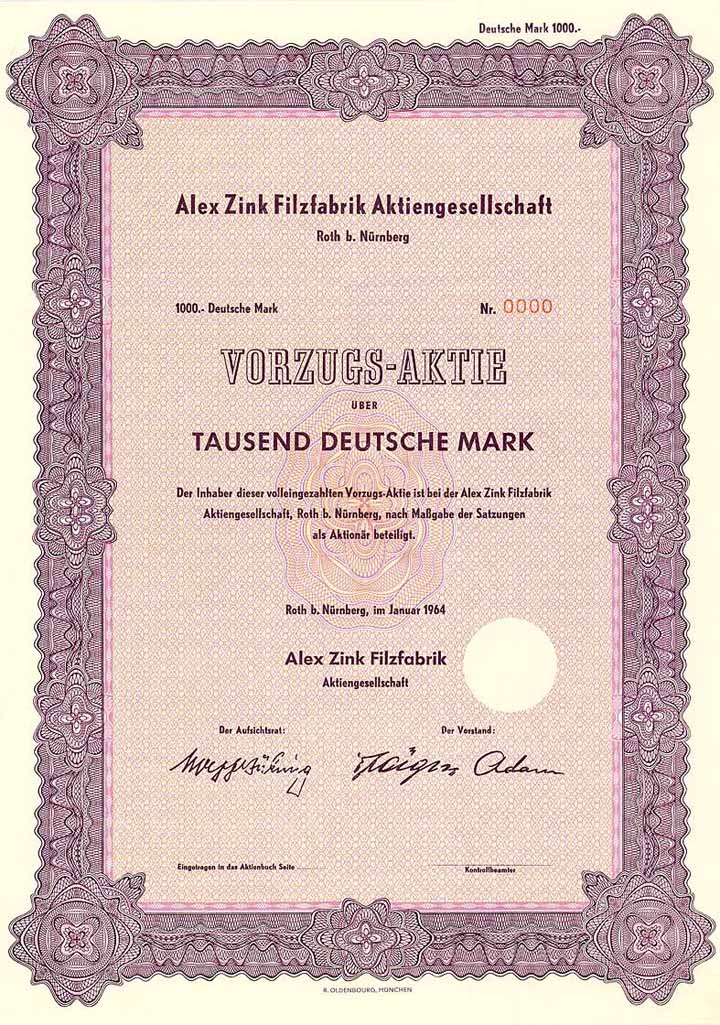 Deutsche Mark 1000.-
Alex Zink Filzfabrik Aktiengesellschaft
Roth b. Nürnberg
1000.- Deutsche Mark Nr. 0000
VORZUGS-AKTIE
ÜBER
TAUSEND DEUTSCHE MARK
Der Inhaber dieser volleingezahlten Vorzugs-Aktie ist bei der Alex Zink Filzfabrik
Aktiengesellschaft, Roth b. Nürnberg, nach Maßgabe der Satzungen
als Aktionär beteiligt.
Roth b. Nürnberg, im Januar 1964
Alex Zink Filzfabrik
Aktiengesellschaft
Der Aufsichtsrat: Der Vorstand:
Adam
Eingetragen in das Aktienbuch Seite
Kontrollbeamter
R. OLDENBOURG, MÜNCHEN